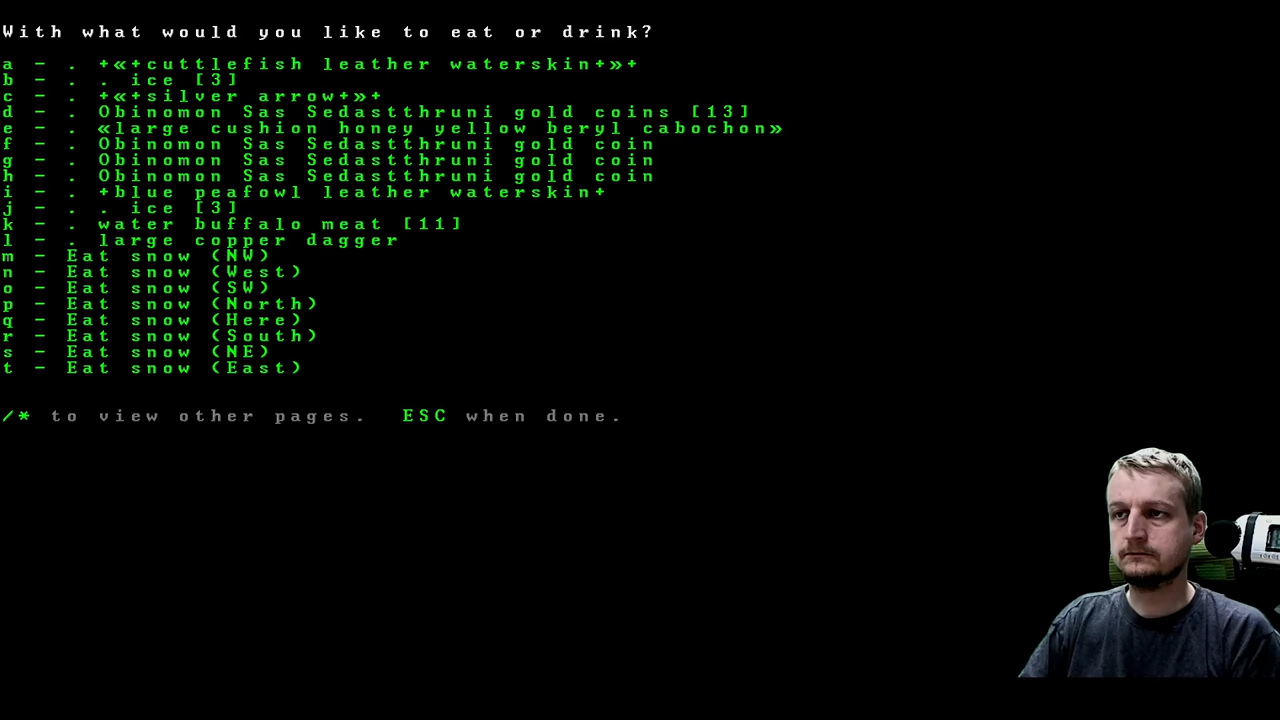 With what would you like to eat or drink?
a - . +«+cuttlefish leather waterskin+»+
b - . . ice [3]
c - . +«+silver arrow+»+
d - . Obinomon Sas Sedastthruni gold coins [13]
e - . «large cushion honey yellow beryl cabochon»
f - . Obinomon Sas Sedastthruni gold coin
g - . Obinomon Sas Sedastthruni gold coin
h - . Obinomon Sas Sedastthruni gold coin
i - . +blue peafowl leather waterskin+
j - . . ice [3]
k - . water buffalo meat [11]
l - . large copper dagger
m - Eat snow (NW)
n - Eat snow (West)
o - Eat snow (SW)
p - Eat snow (North)
q - Eat snow (Here)
r - Eat snow (South)
s - Eat snow (NE)
t - Eat snow (East)
/* to view other pages.  ESC when done.